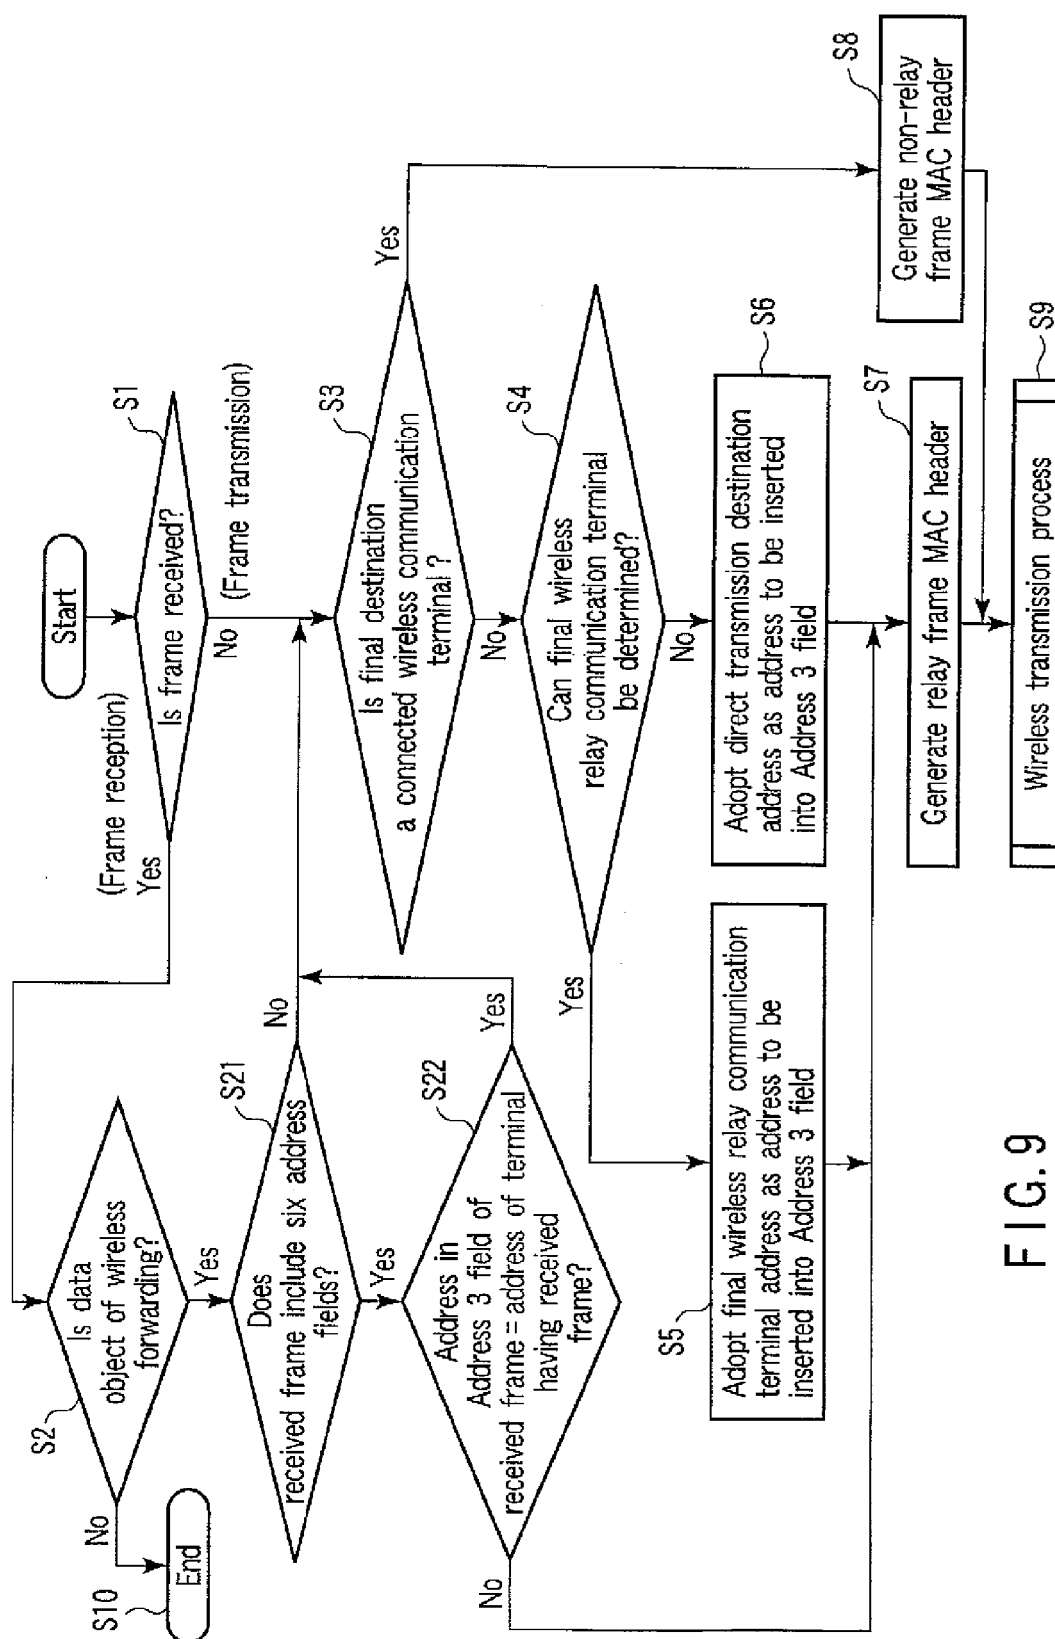 Start
S1
Is frame received?
(Frame reception)
Yes
No
(Frame transmission)
S2
Is data
object of wireless
forwarding?
No
S10
End
Yes
S21
Does
received frame include six address
fields?
No
Yes
S22
Address in
Address 3 field of
received frame = address of terminal
having received
frame?
Yes
No
S3
Is final destination
a connected wireless communication
terminal?
Yes
No
S4
Can final wireless
relay communication terminal
be determined?
Yes
No
S5
Adopt final wireless relay communication
terminal address as address to be
inserted into Address 3 field
S6
Adopt direct transmission destination
address as address to be inserted
into Address 3 field
S7
Generate relay frame MAC header
S8
Generate non-relay
frame MAC header
S9
Wireless transmission process
FIG. 9